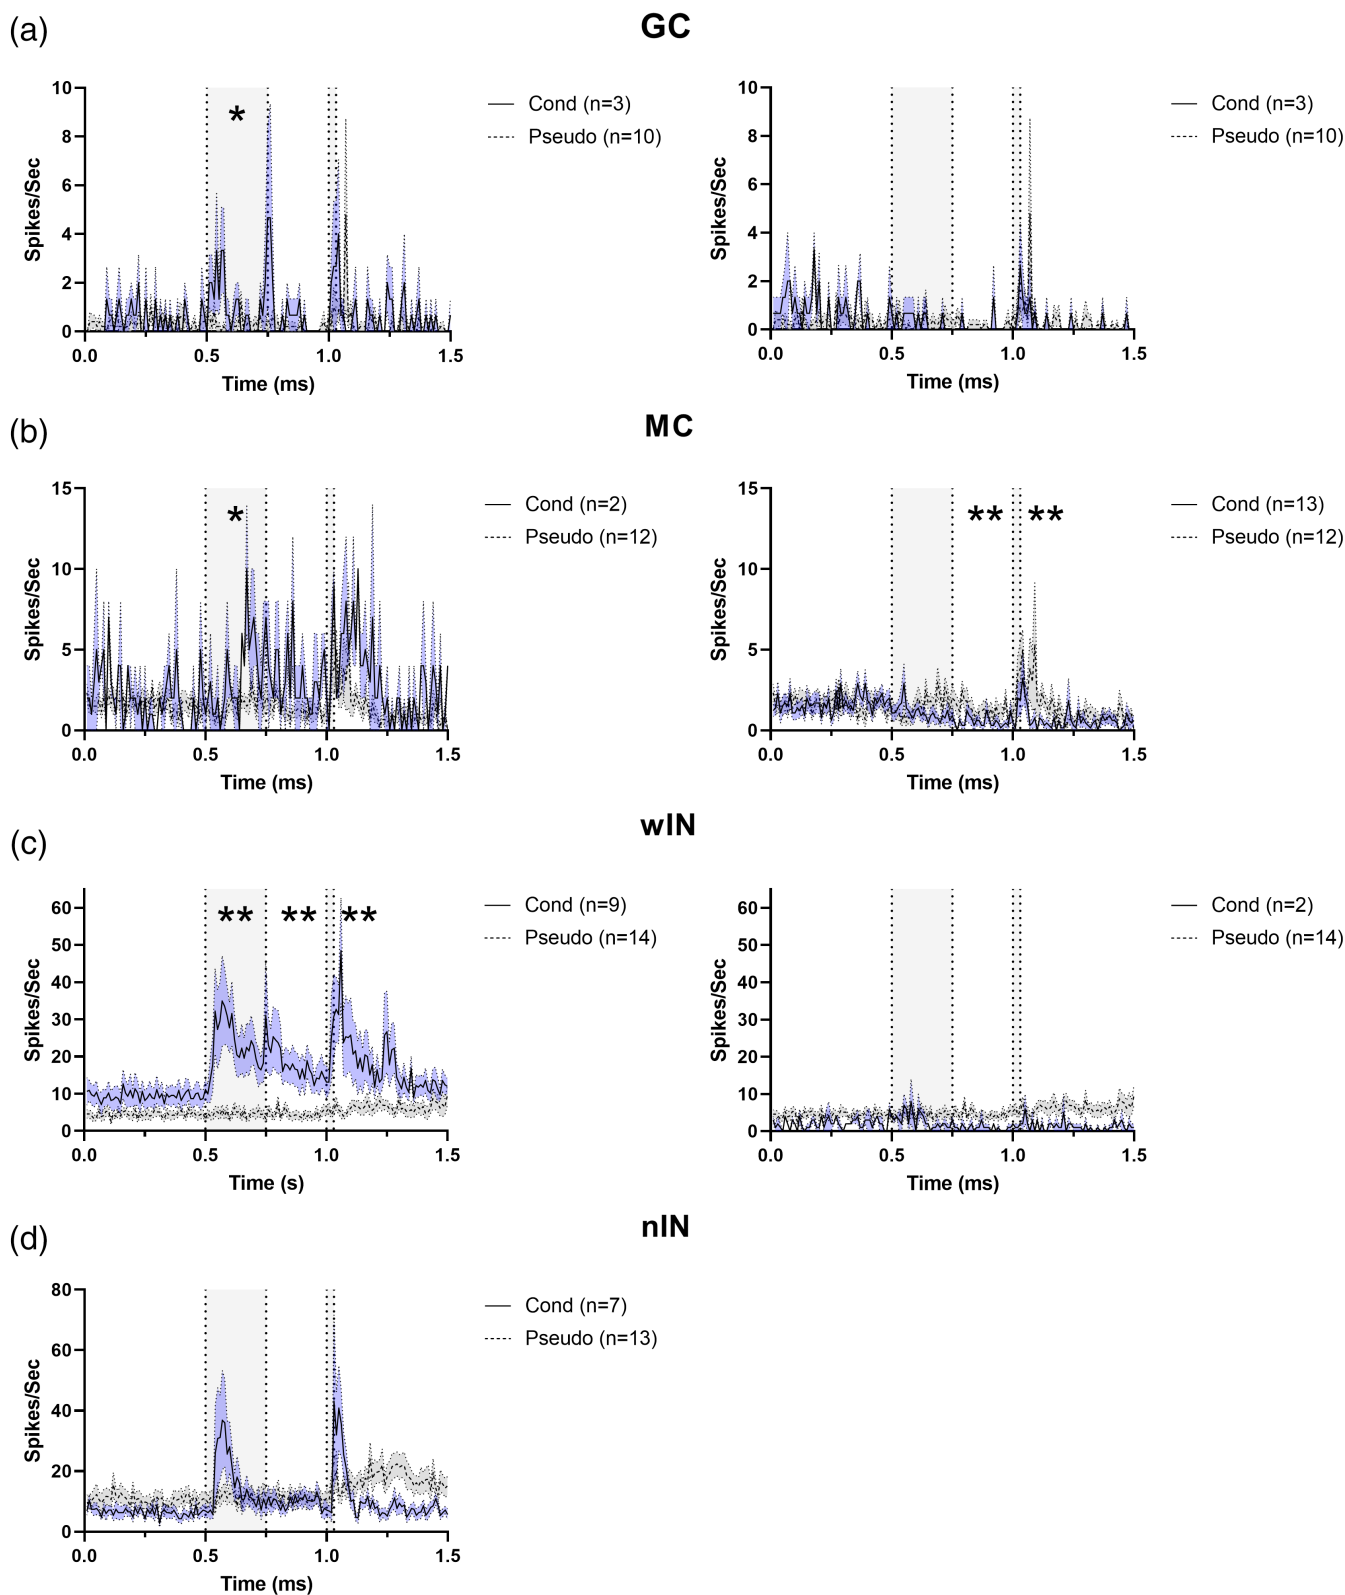 (a)
GC
10
8
6
4
2
0
Spikes/Sec
*
0.0 0.5 1.0 1.5
Time (ms)
Cond (n=3)
Pseudo (n=10)
10
8
6
4
2
0
Spikes/Sec
0.0 0.5 1.0 1.5
Time (ms)
Cond (n=3)
Pseudo (n=10)
(b)
MC
15
10
5
0
Spikes/Sec
*
0.0 0.5 1.0 1.5
Time (ms)
Cond (n=2)
Pseudo (n=12)
15
10
5
0
Spikes/Sec
** **
0.0 0.5 1.0 1.5
Time (ms)
Cond (n=13)
Pseudo (n=12)
(c)
wIN
60
50
40
30
20
10
0
Spikes/Sec
** ** **
0.0 0.5 1.0 1.5
Time (s)
Cond (n=9)
Pseudo (n=14)
60
50
40
30
20
10
0
Spikes/Sec
0.0 0.5 1.0 1.5
Time (ms)
Cond (n=2)
Pseudo (n=14)
(d)
nIN
80
60
40
20
0
Spikes/Sec
0.0 0.5 1.0 1.5
Time (ms)
Cond (n=7)
Pseudo (n=13)